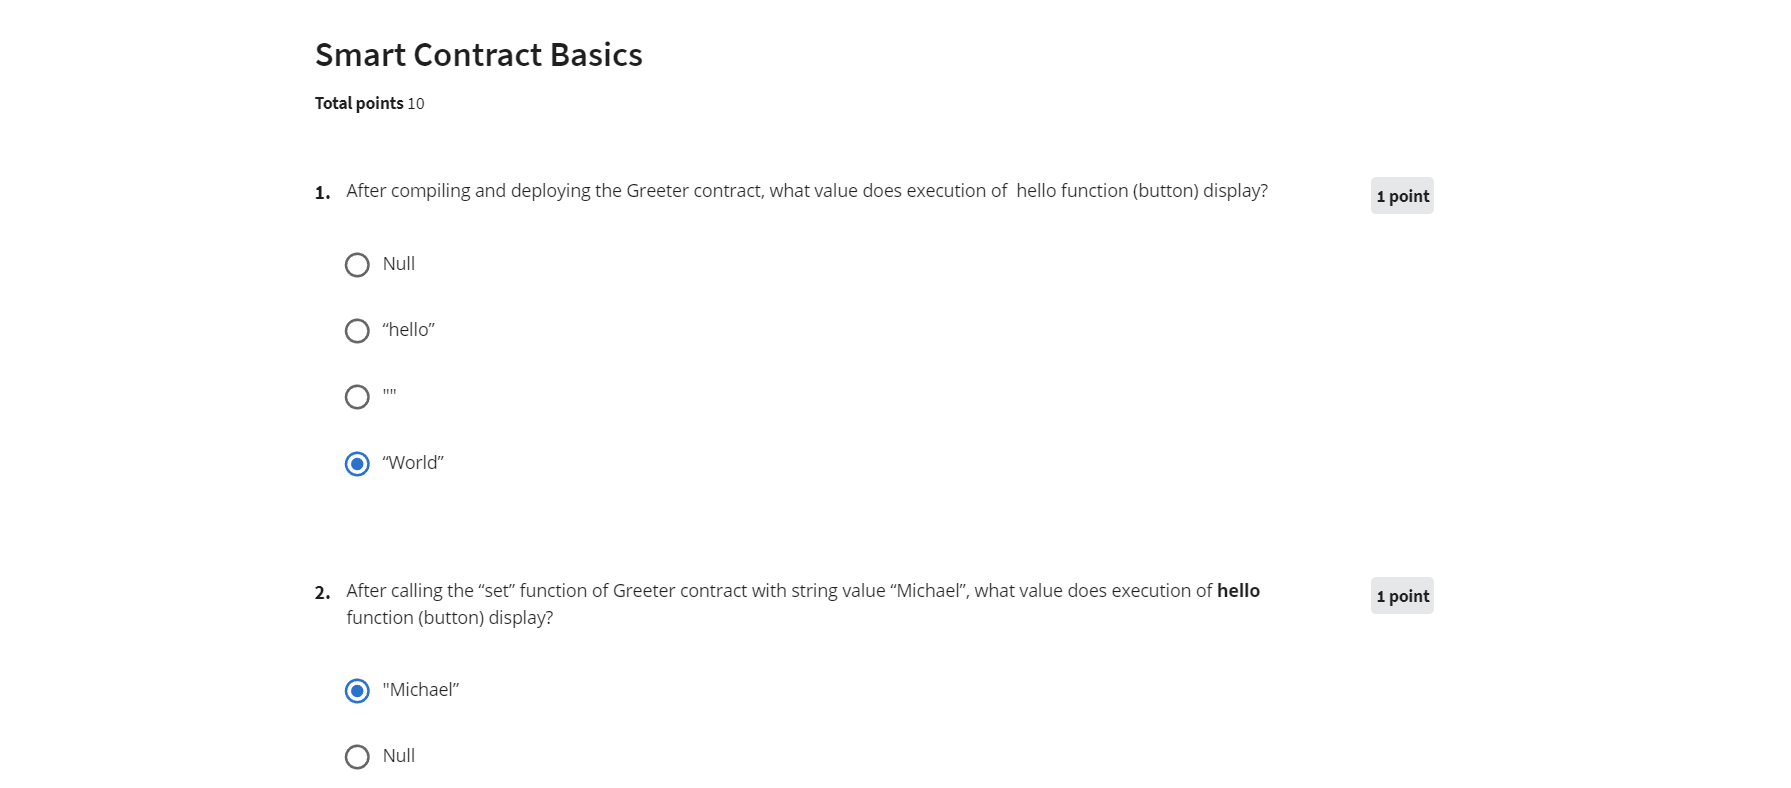 Smart Contract Basics
Total points 10
1. After compiling and deploying the Greeter contract, what value does execution of  hello function (button) display?
1 point
Null
“hello”
""
“World”
2. After calling the “set” function of Greeter contract with string value “Michael”, what value does execution of hello
function (button) display?
1 point
"Michael”
Null